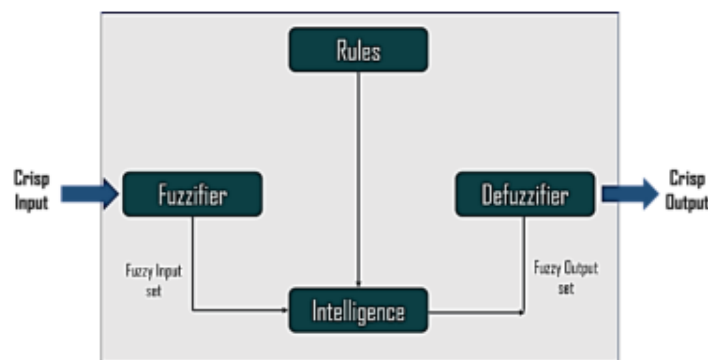 Rules
Crisp
Input
Fuzzifier
Defuzzifier
Crisp
Output
Fuzzy Input
set
Fuzzy Output
set
Intelligence